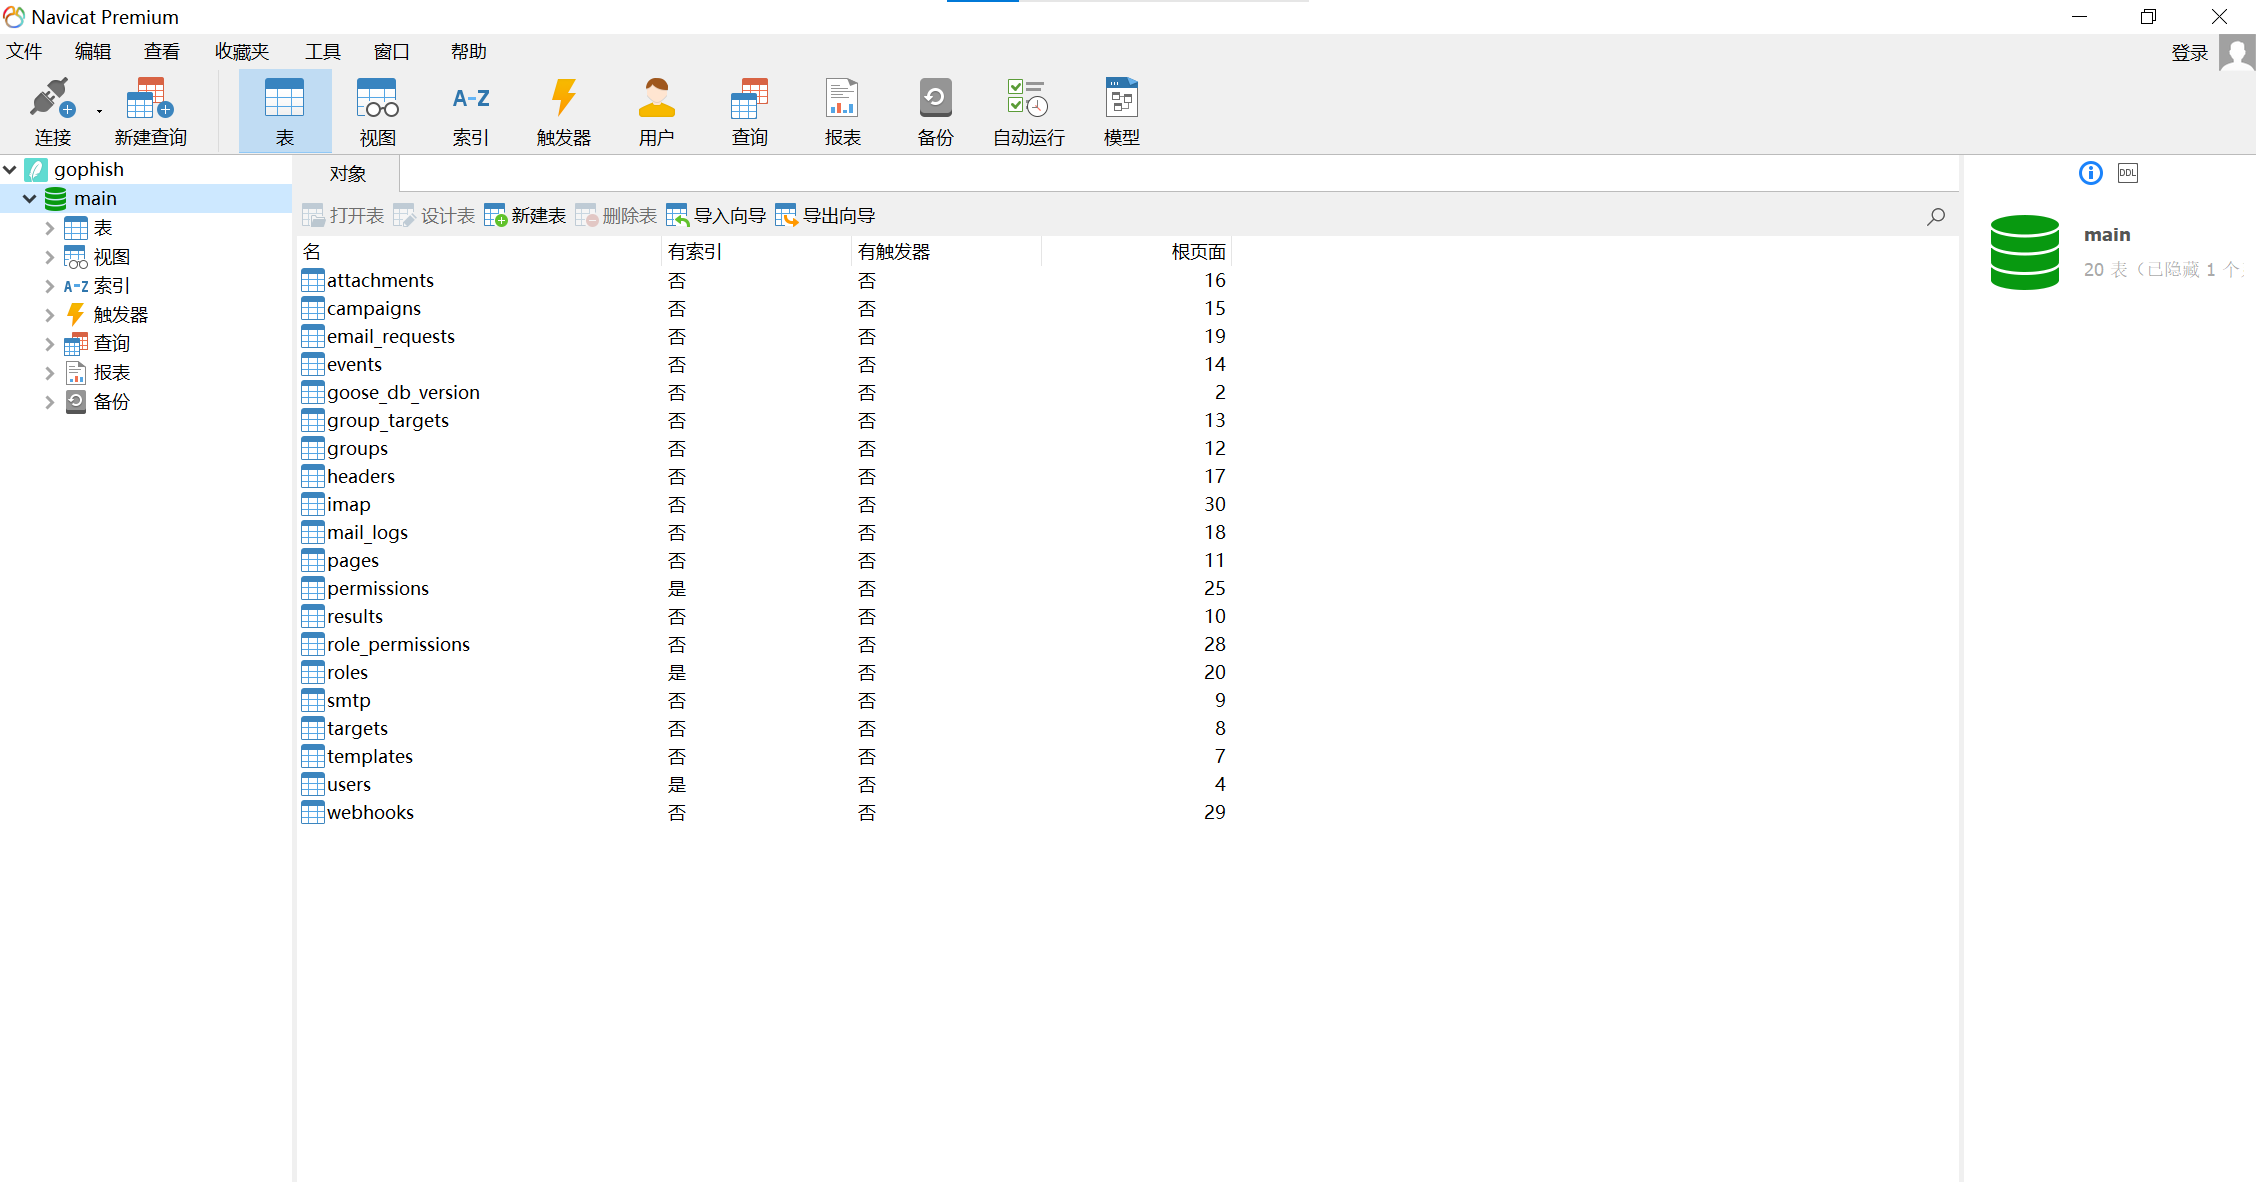 Navicat Premium
文件 编辑 查看 收藏夹 工具 窗口 帮助 登录
连接 新建查询 表 视图 A-Z 索引 触发器 用户 查询 报表 备份 自动运行 模型
gophish
main
表
视图
A-Z 索引
触发器
查询
报表
备份
对象
打开表 设计表 新建表 删除表 导入向导 导出向导
名 有索引 有触发器 根页面
attachments 否 否 16
campaigns 否 否 15
email_requests 否 否 19
events 否 否 14
goose_db_version 否 否 2
group_targets 否 否 13
groups 否 否 12
headers 否 否 17
imap 否 否 30
mail_logs 否 否 18
pages 否 否 11
permissions 是 否 25
results 否 否 10
role_permissions 否 否 28
roles 是 否 20
smtp 否 否 9
targets 否 否 8
templates 否 否 7
users 是 否 4
webhooks 否 否 29
DDL
main
20 表（已隐藏 1 个